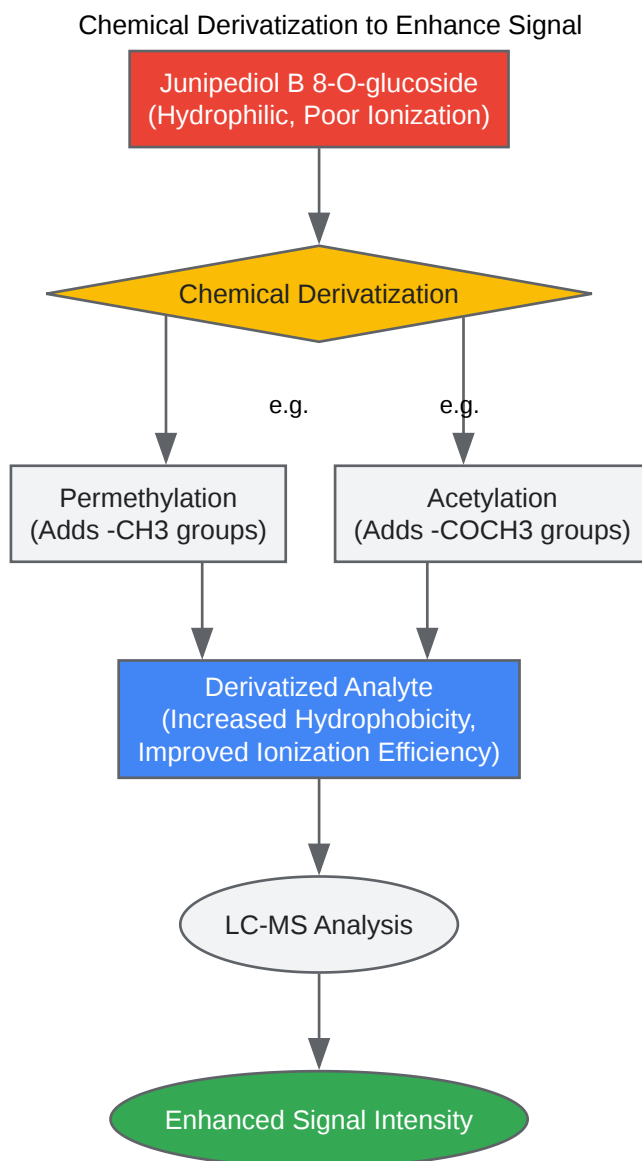 Chemical Derivatization to Enhance Signal
Junipediol B 8-O-glucoside
(Hydrophilic, Poor Ionization)
Chemical Derivatization
e.g.
e.g.
Permethylation
(Adds -CH3 groups)
Acetylation
(Adds -COCH3 groups)
Derivatized Analyte
(Increased Hydrophobicity,
Improved Ionization Efficiency)
LC-MS Analysis
Enhanced Signal Intensity